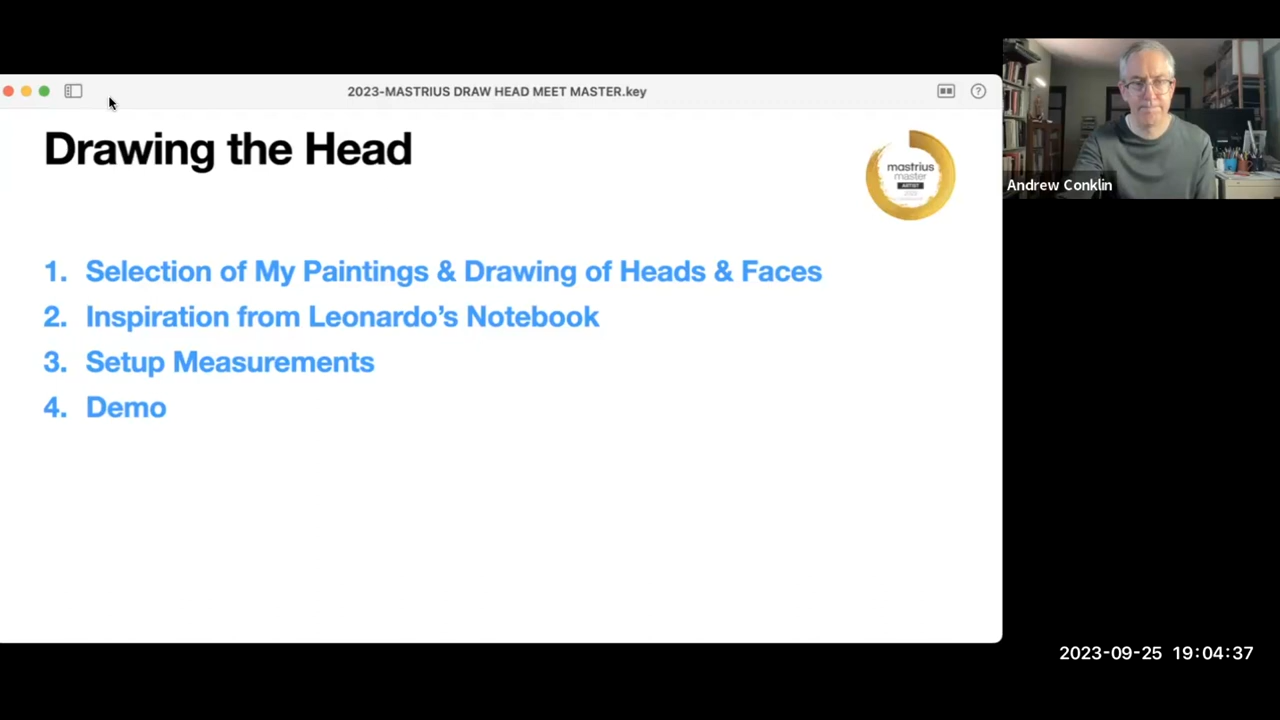 2023-MASTRIUS DRAW HEAD MEET MASTER.key
Drawing the Head
mastrius
master
ARTIST
1. Selection of My Paintings & Drawing of Heads & Faces
2. Inspiration from Leonardo’s Notebook
3. Setup Measurements
4. Demo
Andrew Conklin
2023-09-25 19:04:37